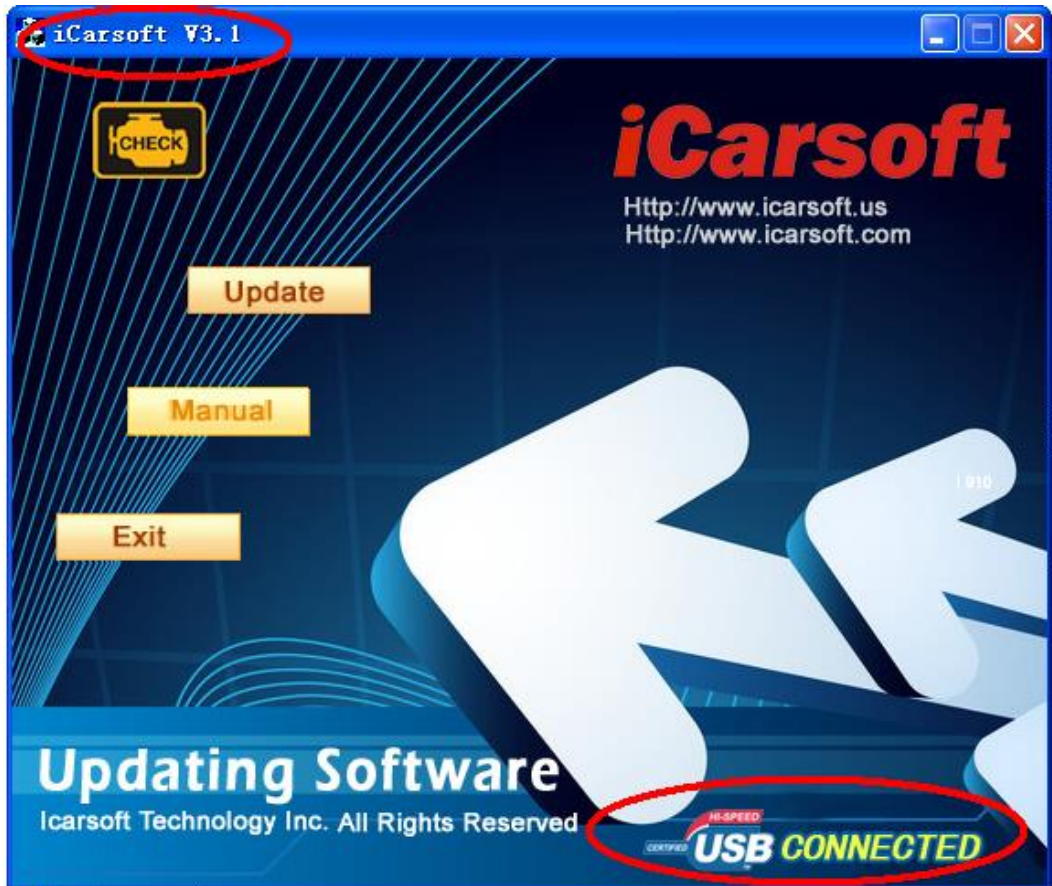 iCarsoft V3.1
CHECK
iCarsoft
Http://www.icarsoft.us
Http://www.icarsoft.com
Update
Manual
i 910
Exit
Updating Software
Icarsoft Technology Inc. All Rights Reserved
HI-SPEED
CERTIFIED USB CONNECTED